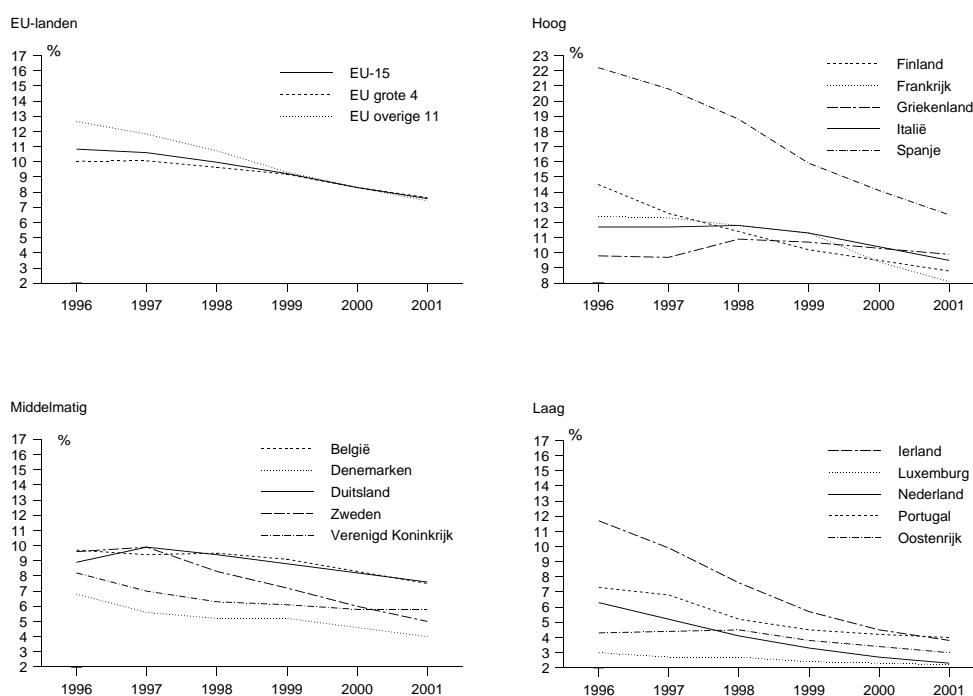 EU-landen
%
17
16
15
14
13
12
11
10
9
8
7
6
5
4
3
2
1996 1997 1998 1999 2000 2001
EU-15
EU grote 4
EU overige 11
Hoog
%
23
22
21
20
19
18
17
16
15
14
13
12
11
10
9
8
1996 1997 1998 1999 2000 2001
Finland
Frankrijk
Griekenland
Italië
Spanje
Middelmatig
%
17
16
15
14
13
12
11
10
9
8
7
6
5
4
3
2
1996 1997 1998 1999 2000 2001
België
Denemarken
Duitsland
Zweden
Verenigd Koninkrijk
Laag
%
17
16
15
14
13
12
11
10
9
8
7
6
5
4
3
2
1996 1997 1998 1999 2000 2001
Ierland
Luxemburg
Nederland
Portugal
Oostenrijk